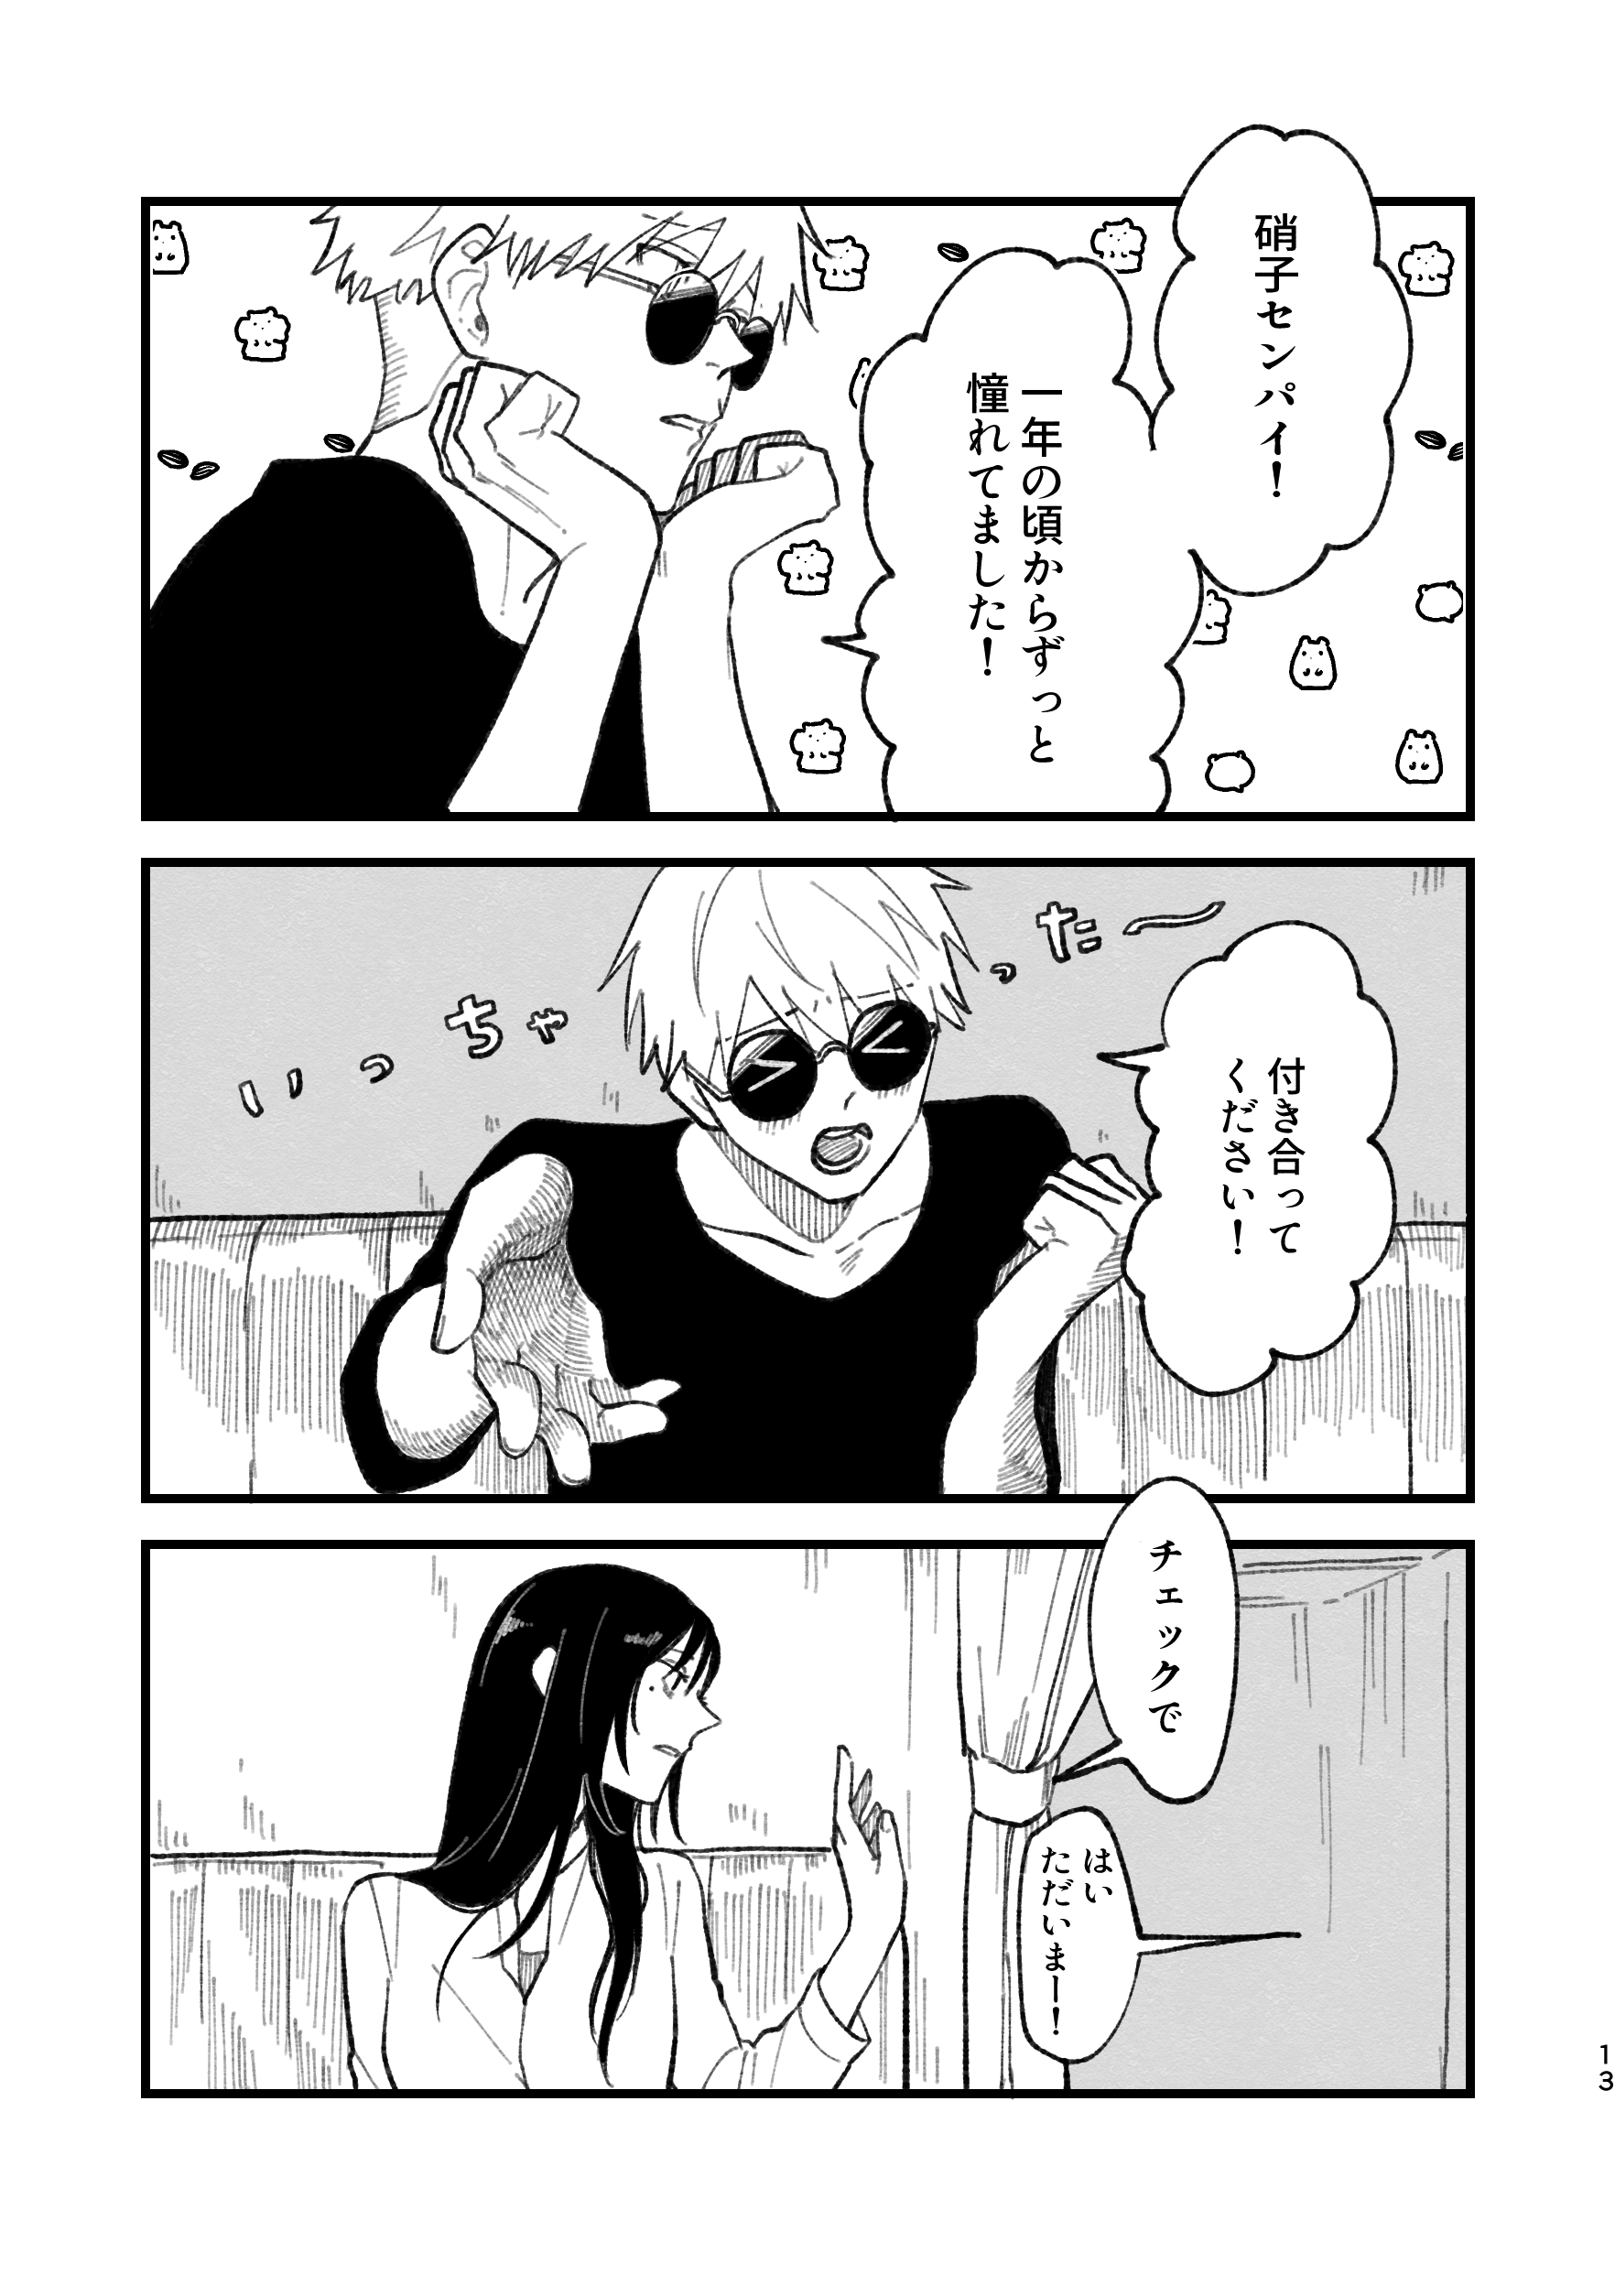 硝子センパイ！
一年の頃からずっと
憧れてました！
付き合って
ください！
いっちゃったー
チェックで
はい
ただいまー！
13